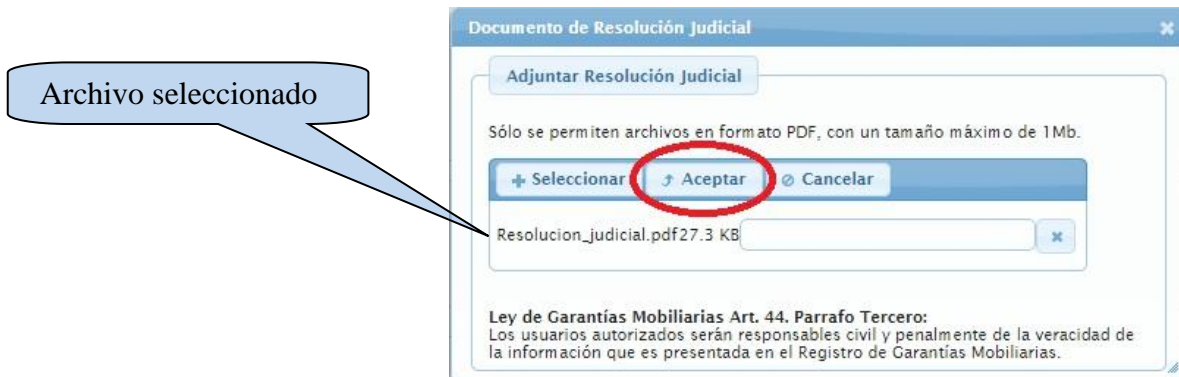 Documento de Resolución Judicial
Adjuntar Resolución Judicial
Archivo seleccionado
Sólo se permiten archivos en formato PDF, con un tamaño máximo de 1Mb.
Seleccionar Aceptar Cancelar
Resolucion_judicial.pdf27.3 KB
Ley de Garantías Mobiliarias Art. 44. Parrafo Tercero:
Los usuarios autorizados serán responsables civil y penalmente de la veracidad de
la información que es presentada en el Registro de Garantías Mobiliarias.